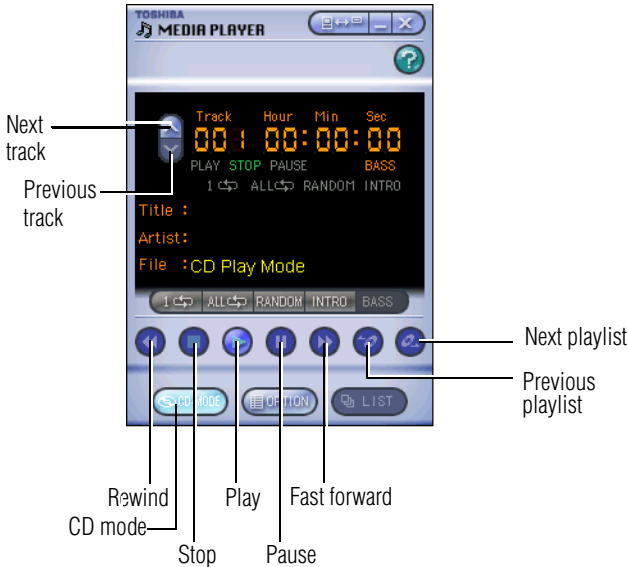 TOSHIBA
MEDIA PLAYER
Next
track
Previous
track
Track Hour Min Sec
001 00:00:00
PLAY STOP PAUSE BASS
1 ALL RANDOM INTRO
Title :
Artist:
File :CD Play Mode
1 ALL RANDOM INTRO BASS
Next playlist
Previous
playlist
CD-MODE OPTION LIST
Rewind Play Fast forward
CD mode
Stop Pause